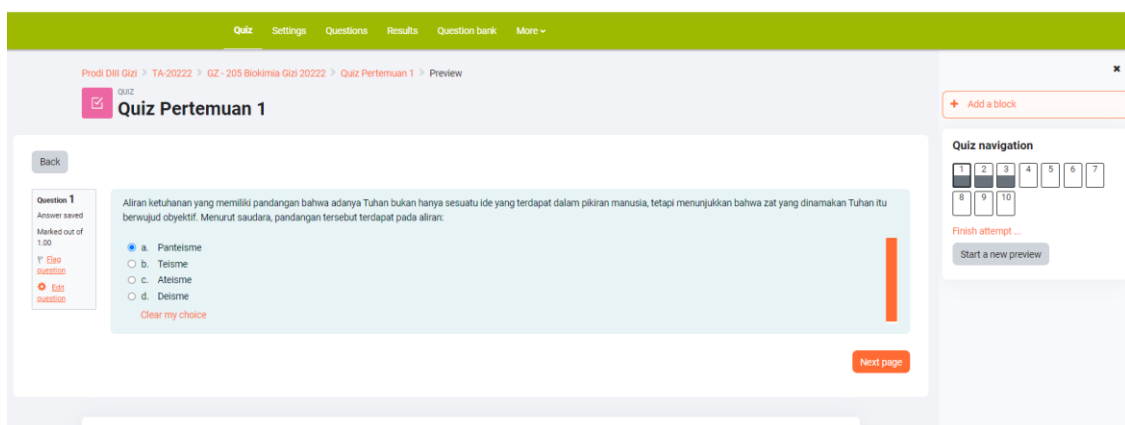 Quiz Settings Questions Results Question bank More
Prodi DIII Gizi > TA-20222 > GZ - 205 Biokimia Gizi 20222 > Quiz Pertemuan 1 > Preview
QUIZ
Quiz Pertemuan 1
Back
Question 1
Answer saved
Marked out of
1.00
Flag
question
Edit
question
Aliran ketuhanan yang memiliki pandangan bahwa adanya Tuhan bukan hanya sesuatu ide yang terdapat dalam pikiran manusia, tetapi menunjukkan bahwa zat yang dinamakan Tuhan itu
berwujud obyektif. Menurut saudara, pandangan tersebut terdapat pada aliran:
a. Panteisme
b. Teisme
c. Ateisme
d. Deisme
Clear my choice
Next page
+ Add a block
Quiz navigation
1 2 3 4 5 6 7
8 9 10
Finish attempt ...
Start a new preview